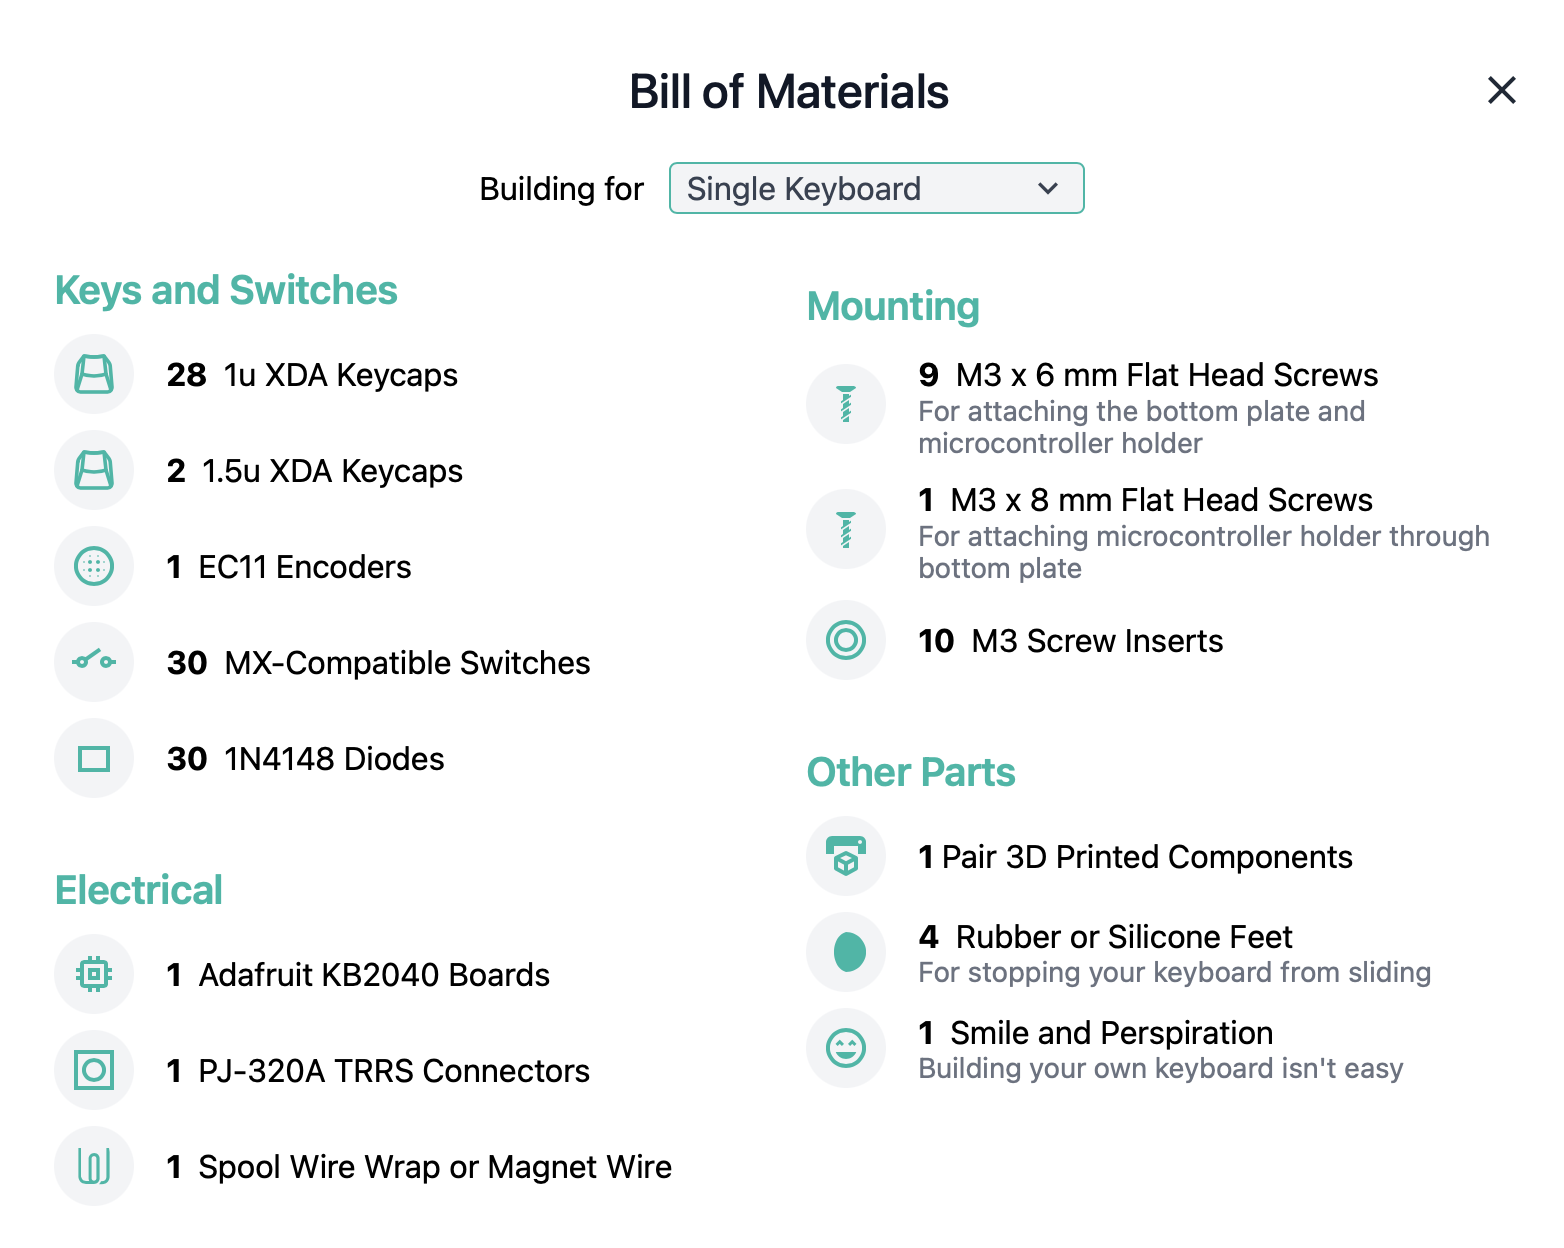 Bill of Materials
Building for Single Keyboard
Keys and Switches
28 1u XDA Keycaps
2 1.5u XDA Keycaps
1 EC11 Encoders
30 MX-Compatible Switches
30 1N4148 Diodes
Electrical
1 Adafruit KB2040 Boards
1 PJ-320A TRRS Connectors
1 Spool Wire Wrap or Magnet Wire
Mounting
9 M3 x 6 mm Flat Head Screws
For attaching the bottom plate and
microcontroller holder
1 M3 x 8 mm Flat Head Screws
For attaching microcontroller holder through
bottom plate
10 M3 Screw Inserts
Other Parts
1 Pair 3D Printed Components
4 Rubber or Silicone Feet
For stopping your keyboard from sliding
1 Smile and Perspiration
Building your own keyboard isn't easy